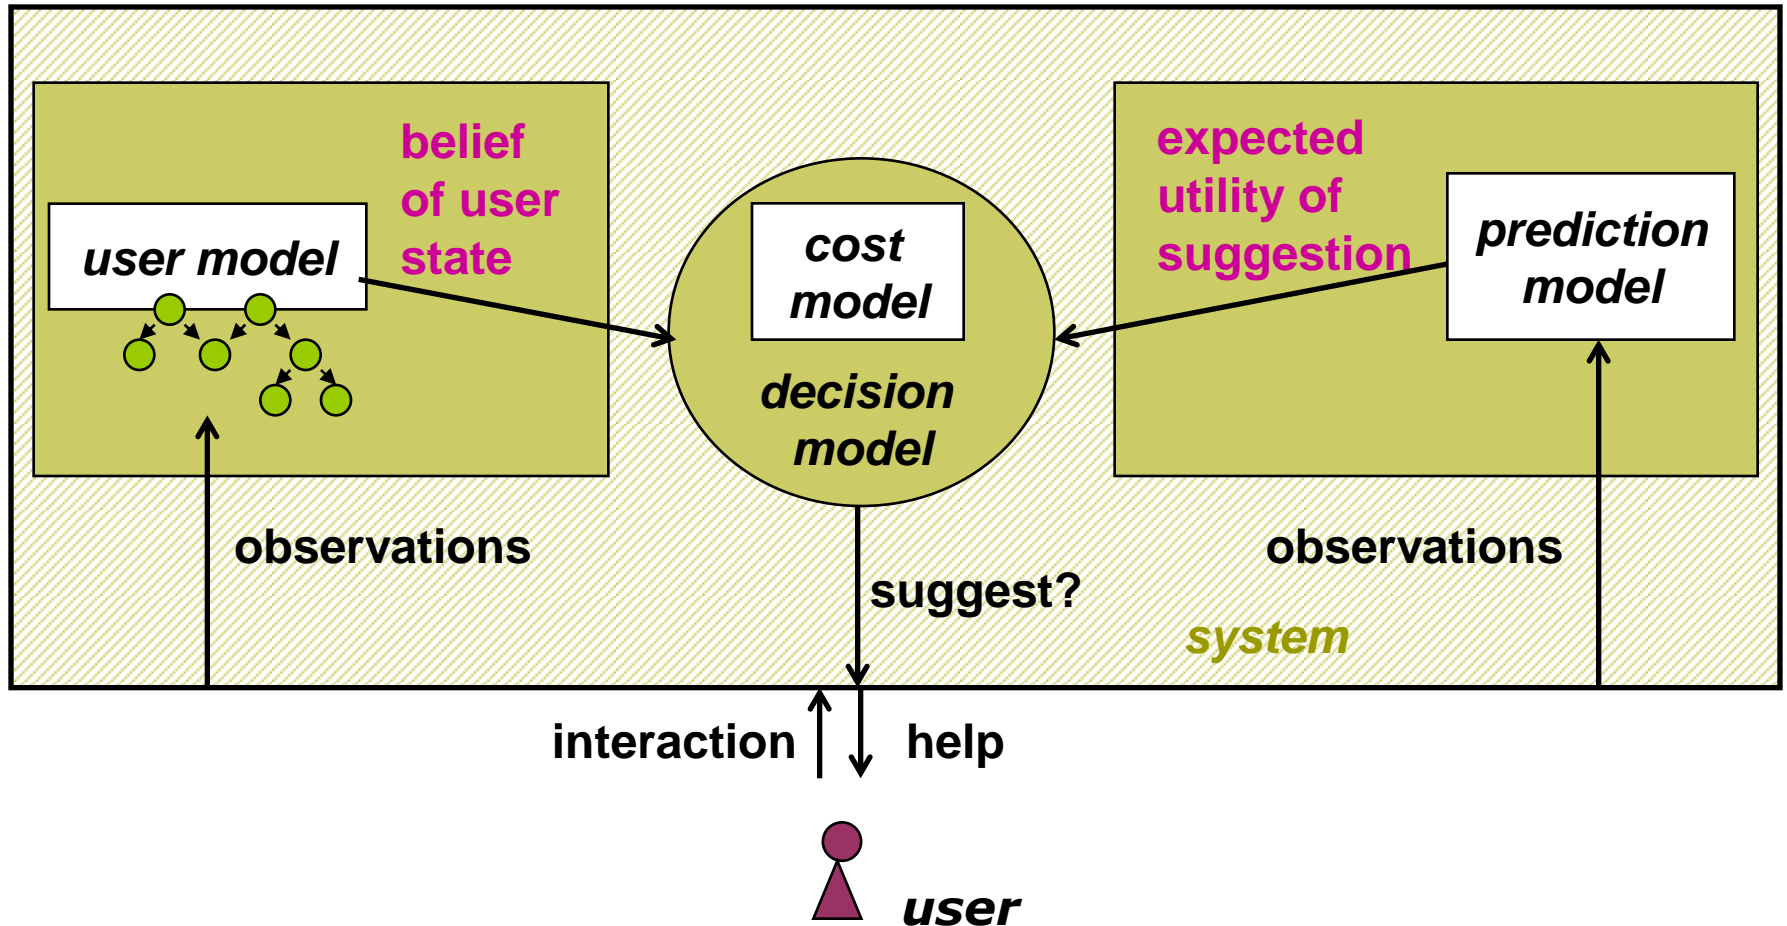 belief
of user
state
user model
cost
model
decision
model
expected
utility of
suggestion
prediction
model
observations
suggest?
observations
system
interaction
help
user